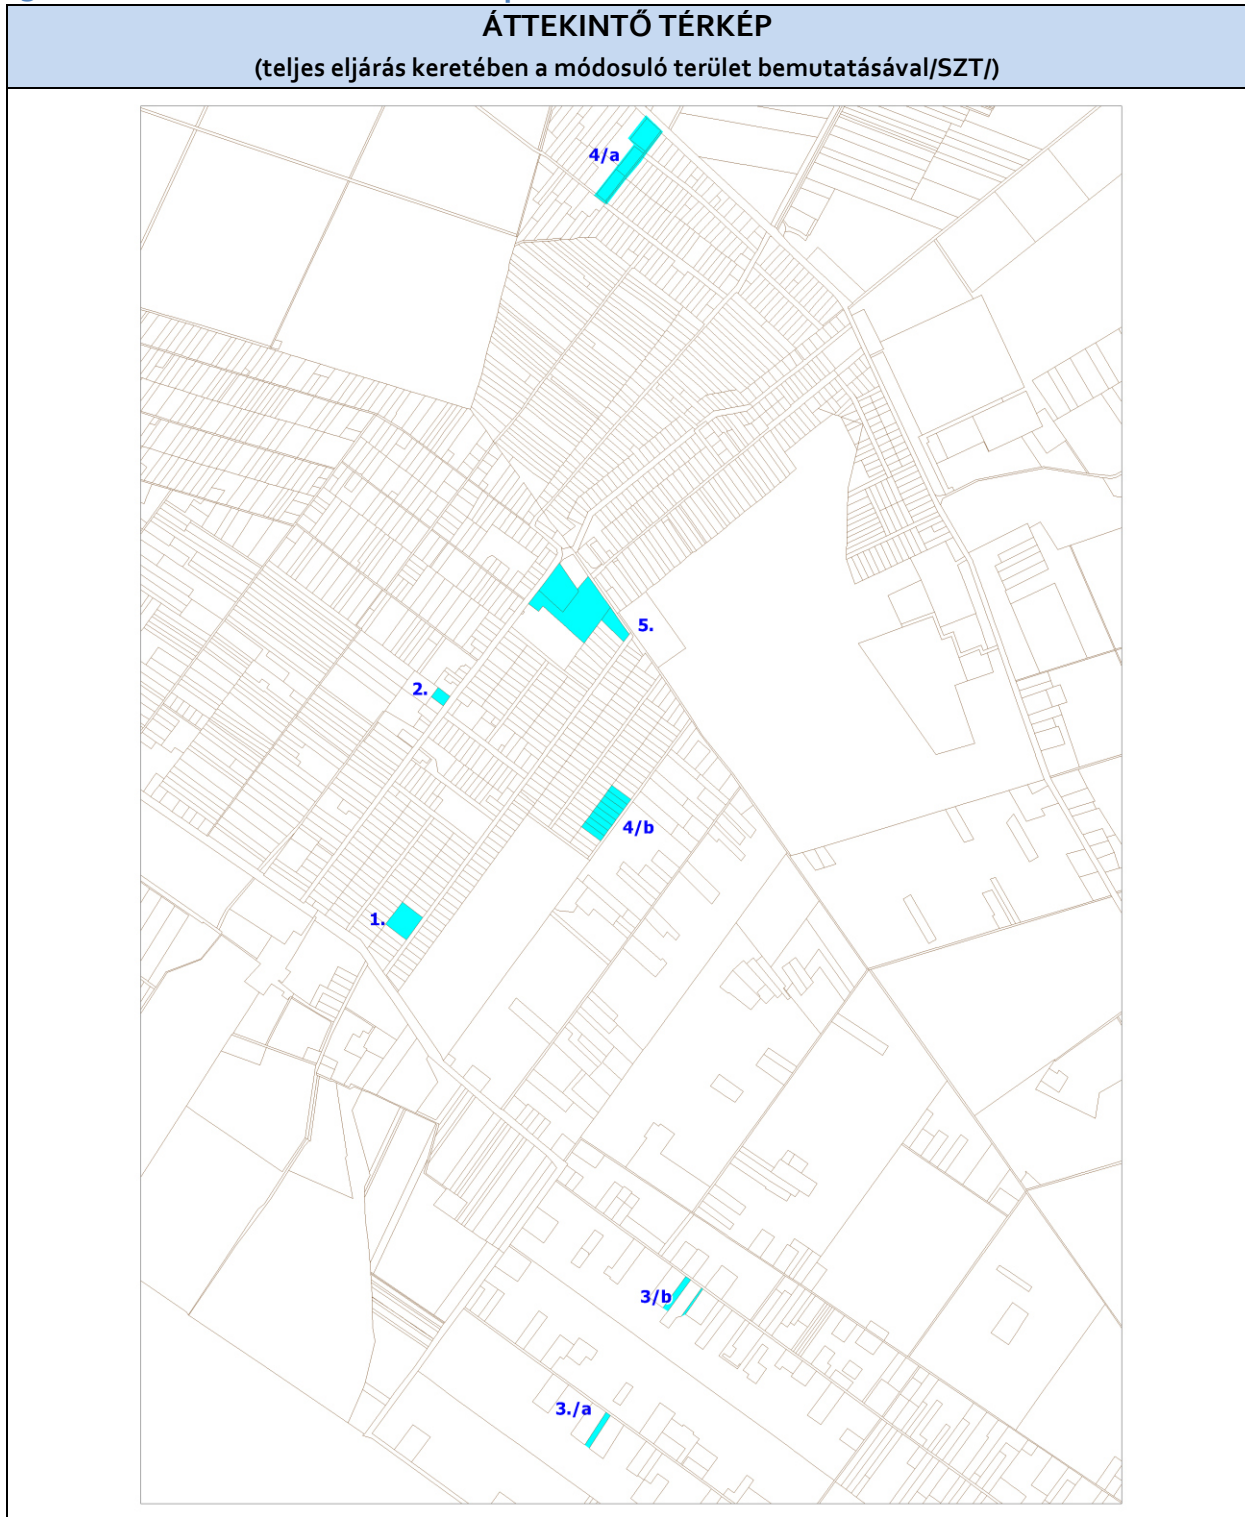 ÁTTEKINTŐ TÉRKÉP
(teljes eljárás keretében a módosuló terület bemutatásával/SZT/)
4/a
5.
2.
4/b
1.
3/b
3./a